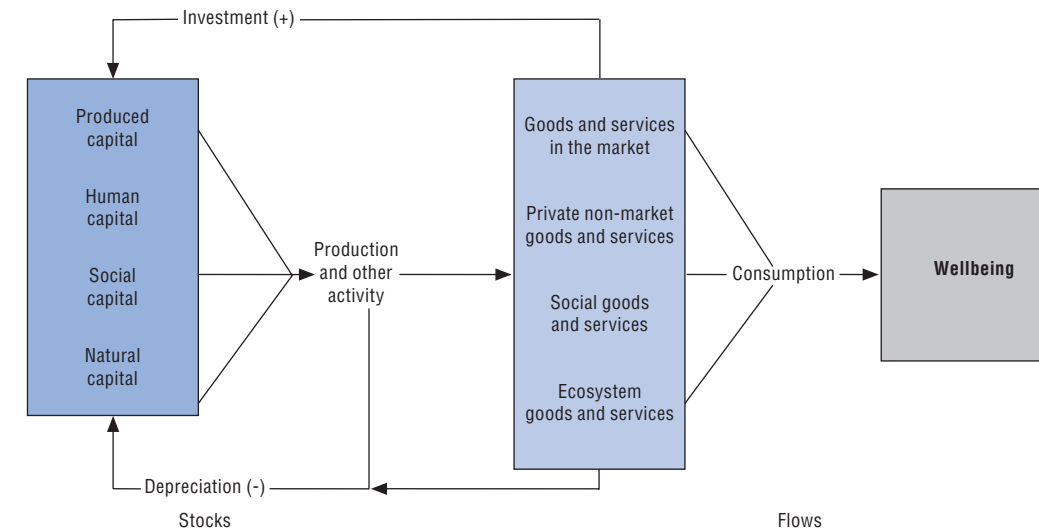 Investment (+)
Produced
capital
Human
capital
Social
capital
Natural
capital
Production
and other
activity
Goods and services
in the market
Private non-market
goods and services
Social goods
and services
Ecosystem
goods and services
Consumption
Wellbeing
Depreciation (-)
Stocks
Flows